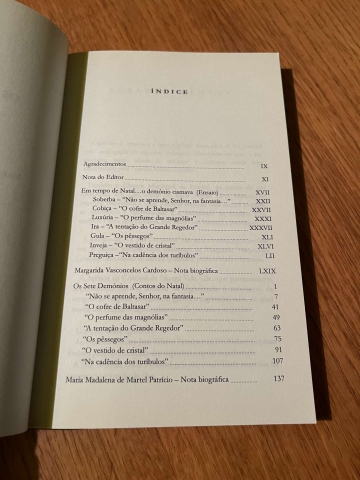 ÍNDICE
Agradecimentos IX
Nota do Editor XI
Em tempo de Natal...o demónio cismava (Ensaio) XVII
Soberba – "Não se aprende, Senhor, na fantasia..." XXII
Cobiça – "O cofre de Baltasar" XXVII
Luxúria – "O perfume das magnólias" XXXI
Ira – "A tentação do Grande Regedor" XXXVII
Gula – "Os pêssegos" XLI
Inveja – "O vestido de cristal" XLVI
Preguiça – "Na cadência dos turíbulos" LII
Margarida Vasconcelos Cardoso – Nota biográfica LXIX
Os Sete Demónios (Contos do Natal) 1
"Não se aprende, Senhor, na fantasia..." 7
"O cofre de Baltasar" 41
"O perfume das magnólias" 49
"A tentação do Grande Regedor" 63
"Os pêssegos" 75
"O vestido de cristal" 91
"Na cadência dos turíbulos" 107
Maria Madalena de Martel Patrício – Nota biográfica 137